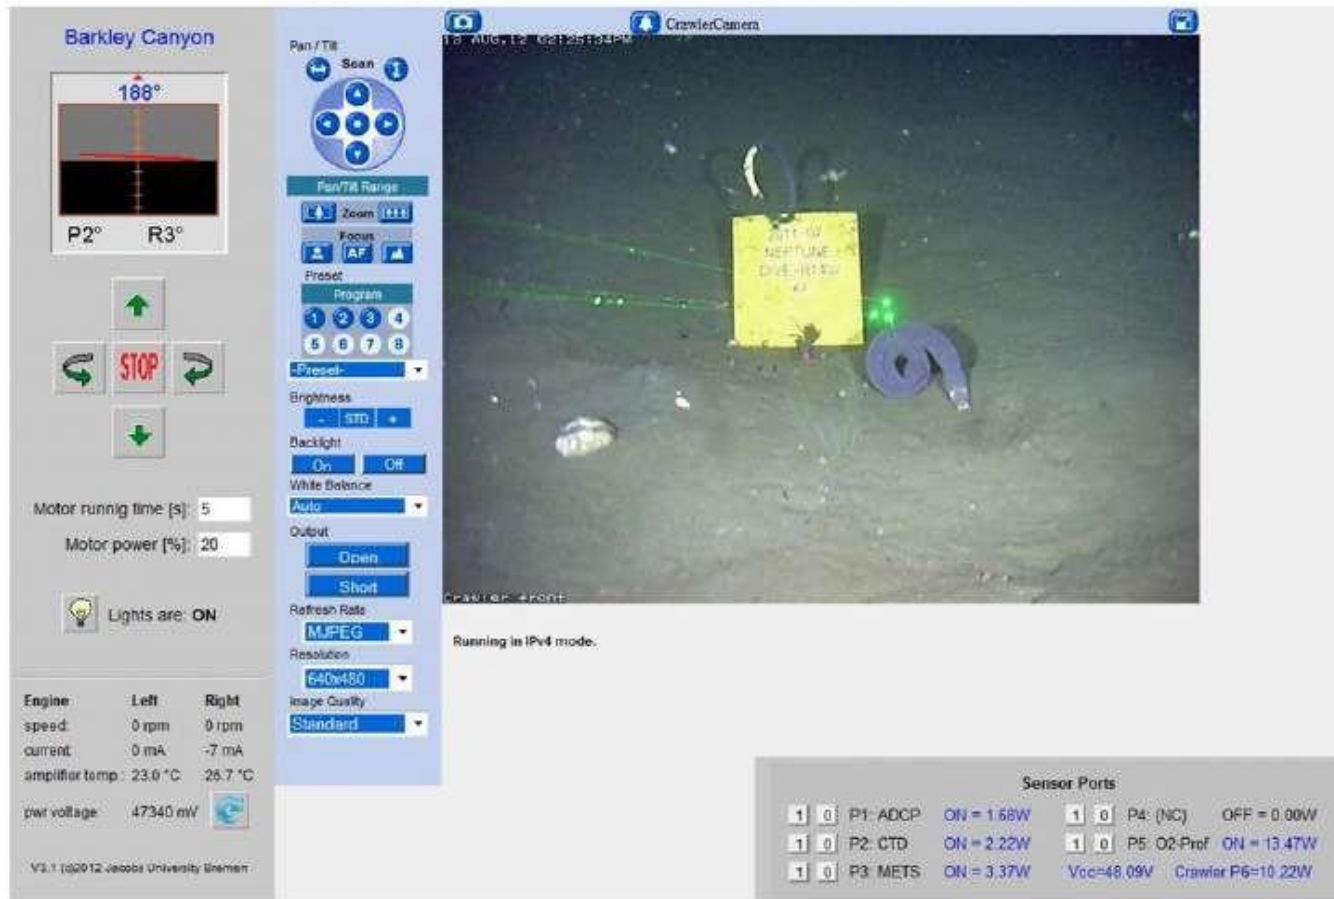 Barkley Canyon
188°
P2° R3°
STOP
Motor runnig time [s]: 5
Motor power [%]: 20
Lights are: ON
Engine Left Right
speed: 0 rpm 0 rpm
current: 0 mA -7 mA
amplifier temp.: 23.0 °C 26.7 °C
pwr voltage: 47340 mV
V3.1 (c)2012 Jacobs University Bremen
Pan / Tilt
Scan
Pan/Tilt Range
Zoom
Focus
AF
Preset
Program
1 2 3 4
5 6 7 8
-Preset-
Brightness
- STD +
Backlight
On Off
White Balance
Auto
Output
Open
Short
Refresh Rate
MJPEG
Resolution
640x480
Image Quality
Standard
CrawlerCamera
13 AUG.12 02:25:34PM
NEPTUNE
Crawler front
Running in IPv4 mode.
Sensor Ports
1 0 P1: ADCP ON = 1.68W 1 0 P4: (NC) OFF = 0.00W
1 0 P2: CTD ON = 2.22W 1 0 P5: O2-Prof ON = 13.47W
1 0 P3: METS ON = 3.37W Vcc=48.09V Crawler P6=10.22W